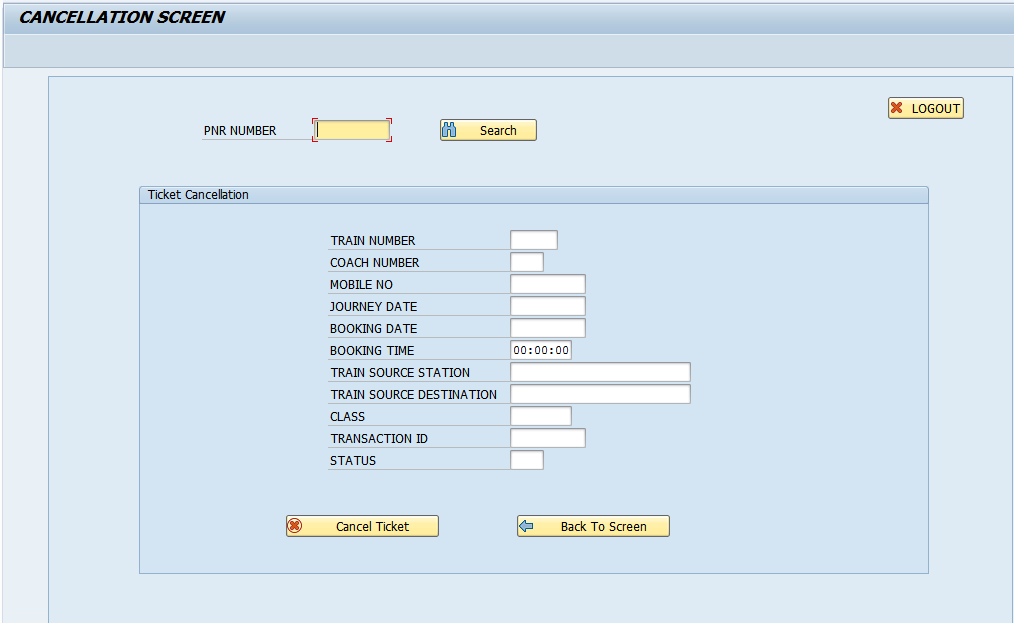 CANCELLATION SCREEN
LOGOUT
PNR NUMBER Search
Ticket Cancellation
TRAIN NUMBER
COACH NUMBER
MOBILE NO
JOURNEY DATE
BOOKING DATE
BOOKING TIME 00:00:00
TRAIN SOURCE STATION
TRAIN SOURCE DESTINATION
CLASS
TRANSACTION ID
STATUS
Cancel Ticket Back To Screen